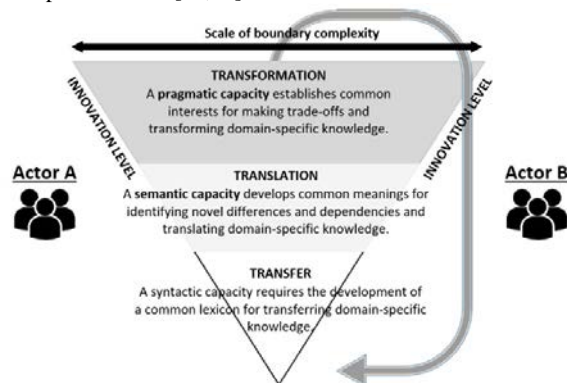 Scale of boundary complexity
TRANSFORMATION
A pragmatic capacity establishes common
interests for making trade-offs and
transforming domain-specific knowledge.
INNOVATION LEVEL
INNOVATION LEVEL
Actor A
Actor B
TRANSLATION
A semantic capacity develops common meanings for
identifying novel differences and dependencies and
translating domain-specific knowledge.
TRANSFER
A syntactic capacity requires the development of
a common lexicon for transferring domain-specific
knowledge.